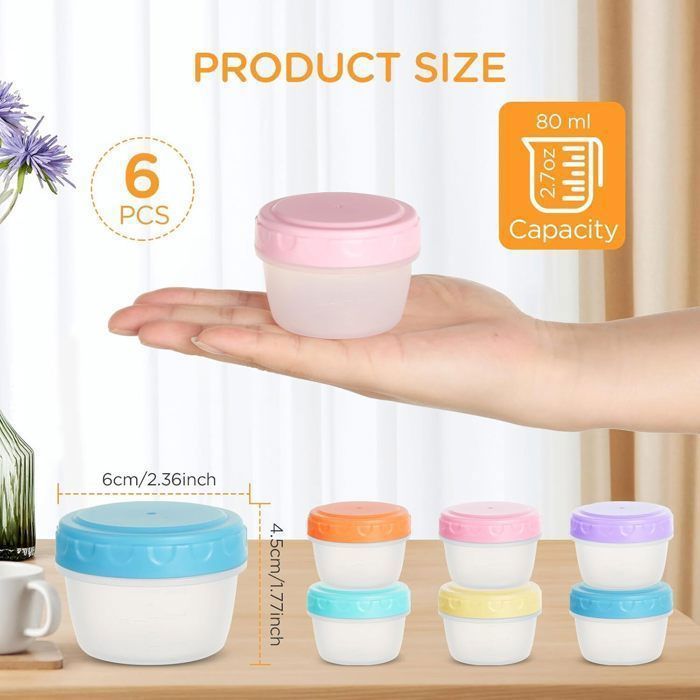 PRODUCT SIZE
6
PCS
80 ml
2.7oz
Capacity
6cm/2.36inch
4.5cm/1.77inch